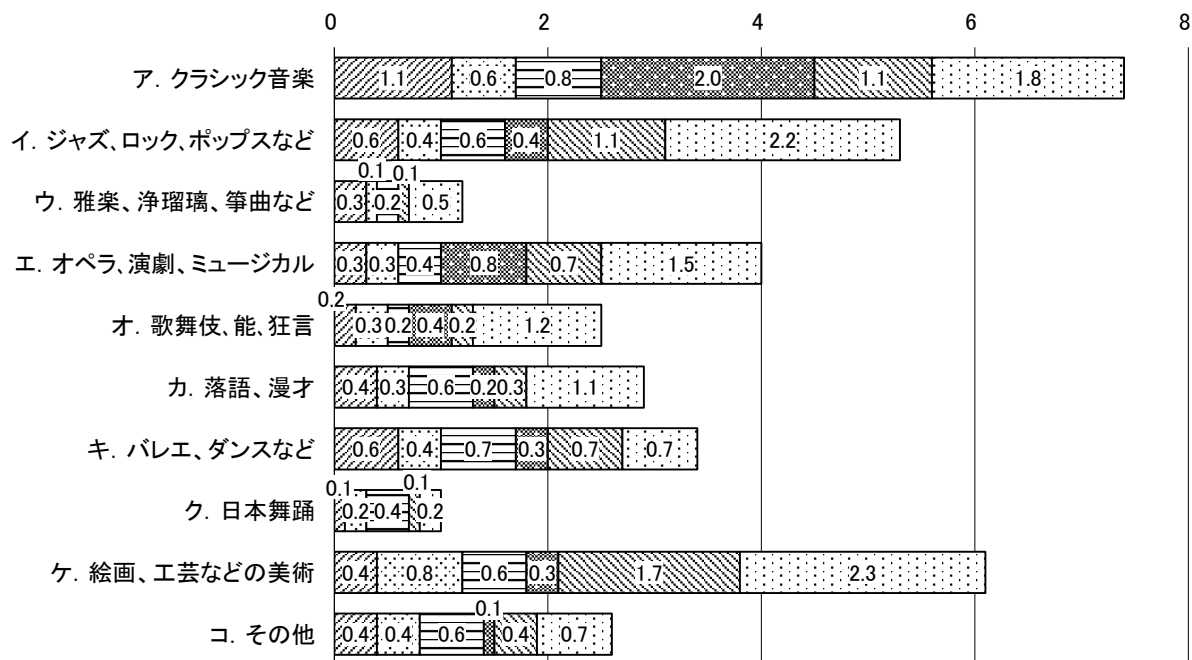 0 2 4 6 8
ア．クラシック音楽 1.1 0.6 0.8 2.0 1.1 1.8
イ．ジャズ、ロック、ポップスなど 0.6 0.4 0.6 0.4 1.1 2.2
0.1 0.1
ウ．雅楽、浄瑠璃、箏曲など 0.3 0.2 0.5
エ．オペラ、演劇、ミュージカル 0.3 0.3 0.4 0.8 0.7 1.5
0.2
オ．歌舞伎、能、狂言 0.3 0.2 0.4 0.2 1.2
カ．落語、漫才 0.4 0.3 0.6 0.2 0.3 1.1
キ．バレエ、ダンスなど 0.6 0.4 0.7 0.3 0.7 0.7
0.1 0.1
ク．日本舞踊 0.2 0.4 0.2
ケ．絵画、工芸などの美術 0.4 0.8 0.6 0.3 1.7 2.3
0.1
コ．その他 0.4 0.4 0.6 0.4 0.7